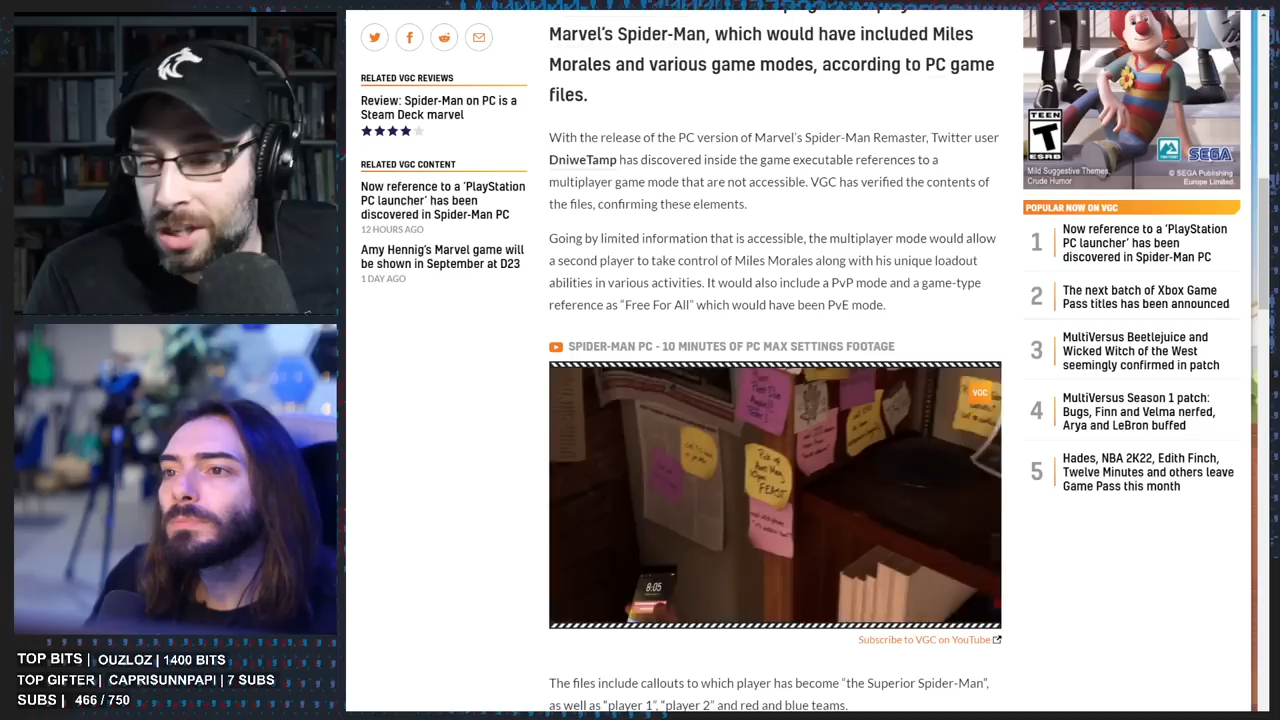 RELATED VGC REVIEWS
Review: Spider-Man on PC is a
Steam Deck marvel
RELATED VGC CONTENT
Now reference to a 'PlayStation
PC launcher' has been
discovered in Spider-Man PC
12 HOURS AGO
Amy Hennig's Marvel game will
be shown in September at D23
1 DAY AGO
Marvel's Spider-Man, which would have included Miles
Morales and various game modes, according to PC game
files.
With the release of the PC version of Marvel's Spider-Man Remaster, Twitter user
DniweTamp has discovered inside the game executable references to a
multiplayer game mode that are not accessible. VGC has verified the contents of
the files, confirming these elements.
Going by limited information that is accessible, the multiplayer mode would allow
a second player to take control of Miles Morales along with his unique loadout
abilities in various activities. It would also include a PvP mode and a game-type
reference as “Free For All” which would have been PvE mode.
SPIDER-MAN PC - 10 MINUTES OF PC MAX SETTINGS FOOTAGE
VGC
FEAST
8:05
Subscribe to VGC on YouTube
The files include callouts to which player has become “the Superior Spider-Man”,
as well as “player 1”, “player 2” and red and blue teams.
TEEN
T
ESRB
SEGA
Mild Suggestive Themes,
Crude Humor
© SEGA Publishing
Europe Limited.
POPULAR NOW ON VGC
1
Now reference to a 'PlayStation
PC launcher' has been
discovered in Spider-Man PC
2
The next batch of Xbox Game
Pass titles has been announced
3
MultiVersus Beetlejuice and
Wicked Witch of the West
seemingly confirmed in patch
4
MultiVersus Season 1 patch:
Bugs, Finn and Velma nerfed,
Arya and LeBron buffed
5
Hades, NBA 2K22, Edith Finch,
Twelve Minutes and others leave
Game Pass this month
TOP BITS | OUZLOZ | 1400 BITS
TOP GIFTER | CAPRISUNNPAPI | 7 SUBS
SUBS | 466 / 750